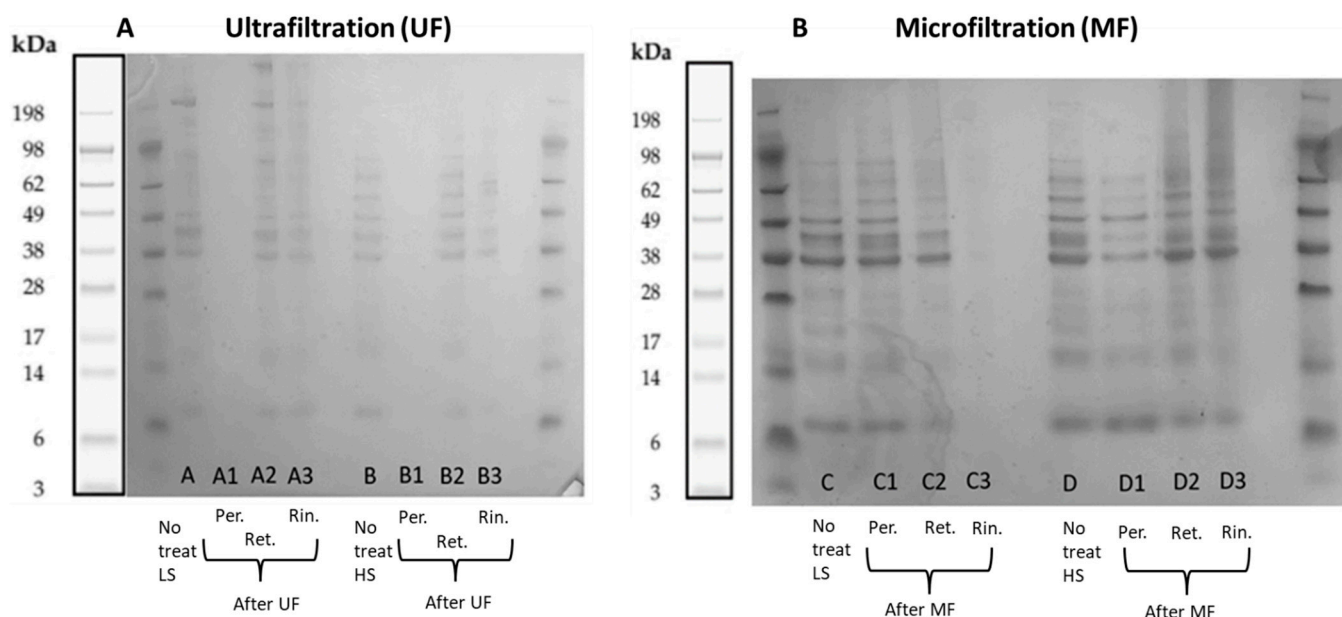 A Ultrafiltration (UF)
kDa
198
98
62
49
38
28
17
14
6
3
A A1 A2 A3 B B1 B2 B3
No treat LS
Per. Ret. Rin.
After UF
No treat HS
Per. Ret. Rin.
After UF
B Microfiltration (MF)
kDa
198
98
62
49
38
28
17
14
6
3
C C1 C2 C3 D D1 D2 D3
No treat LS
Per. Ret. Rin.
After MF
No treat HS
Per. Ret. Rin.
After MF